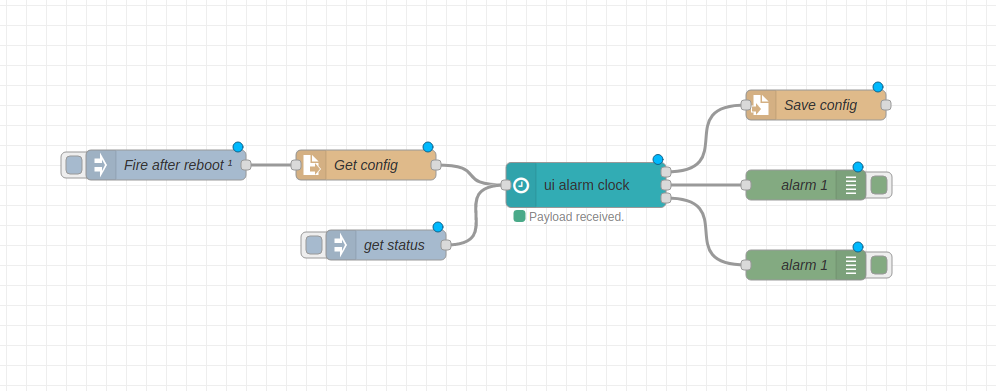 Save config
Fire after reboot ¹
Get config
ui alarm clock
alarm 1
Payload received.
get status
alarm 1